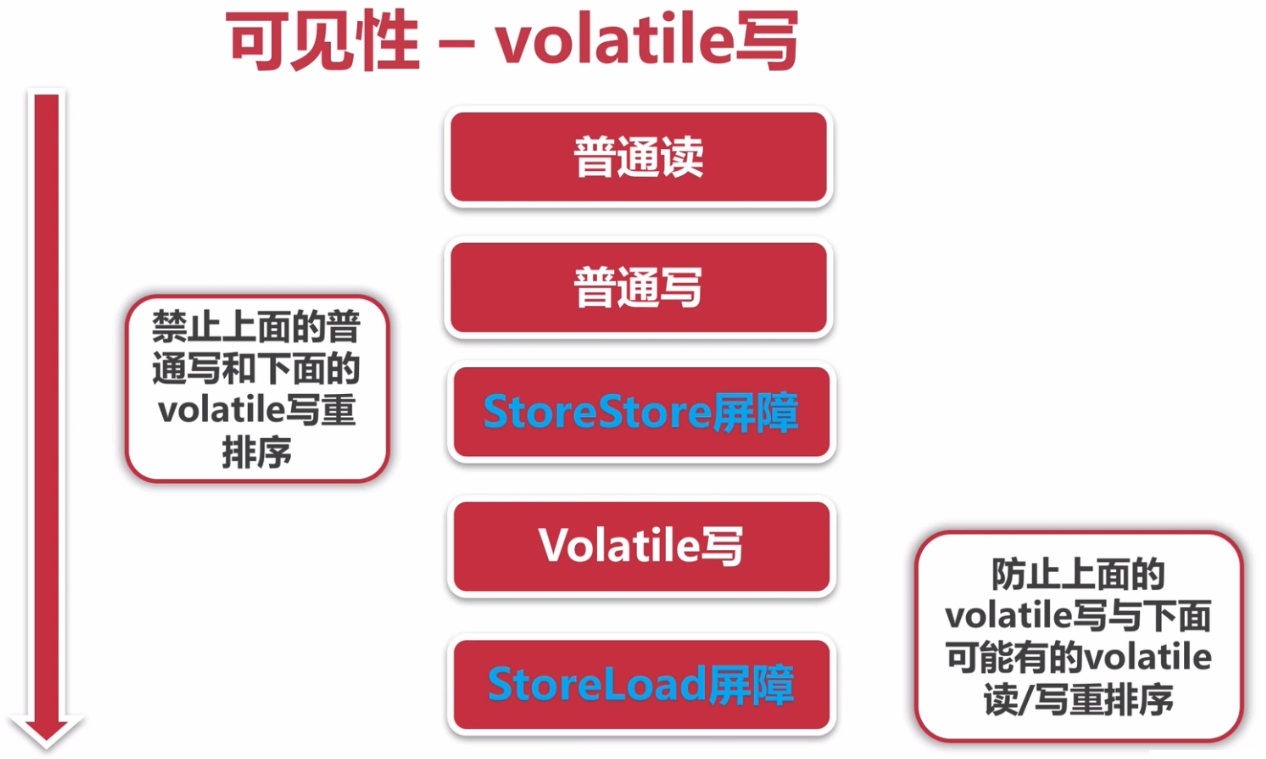 可见性 – volatile写
普通读
普通写
禁止上面的普
通写和下面的
volatile写重
排序
StoreStore屏障
Volatile写
防止上面的
volatile写与下面
可能有的volatile
读/写重排序
StoreLoad屏障